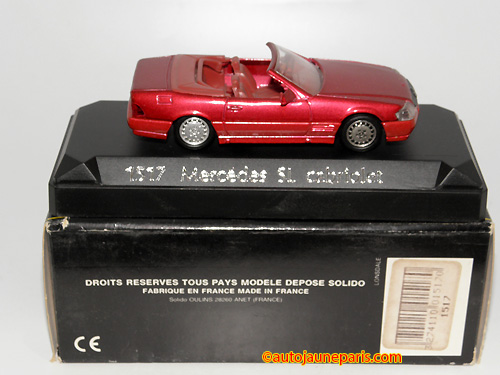 1517 Mercedes SL cabriolet
DROITS RESERVES TOUS PAYS MODELE DEPOSE SOLIDO
FABRIQUE EN FRANCE MADE IN FRANCE
Solido OULINS 28260 ANET (FRANCE)
LONSDALE
1517
CE
©autojauneparis.com